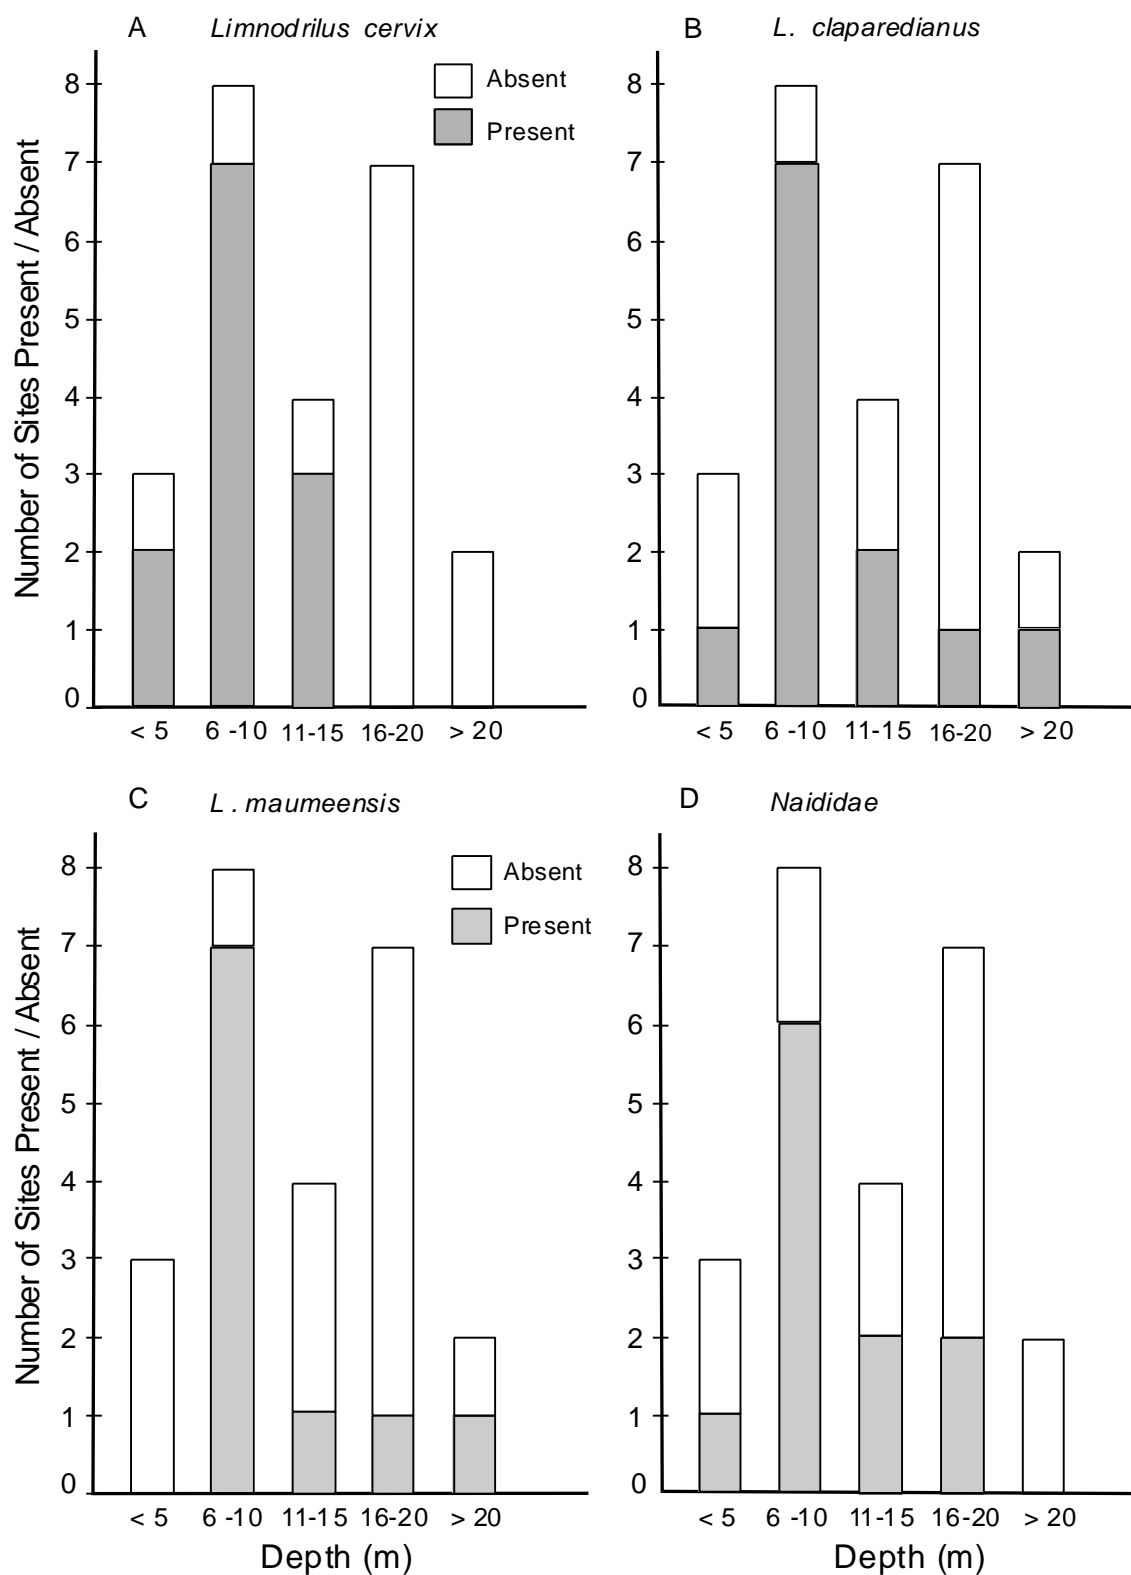 A Limnodrilus cervix
Absent
Present
Number of Sites Present / Absent
8
7
6
5
4
3
2
1
0
< 5 6 -10 11-15 16-20 > 20
B L. claparedianus
8
7
6
5
4
3
2
1
0
< 5 6 -10 11-15 16-20 > 20
C L . maumeensis
Absent
Present
Number of Sites Present / Absent
8
7
6
5
4
3
2
1
0
< 5 6 -10 11-15 16-20 > 20
Depth (m)
D Naididae
8
7
6
5
4
3
2
1
0
< 5 6 -10 11-15 16-20 > 20
Depth (m)